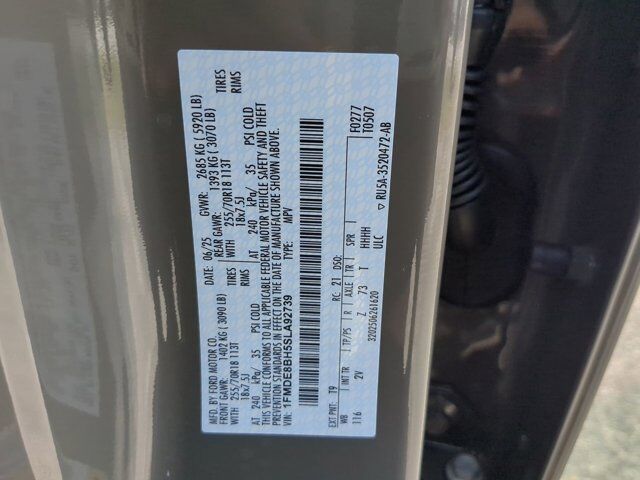 MFD. BY FORD MOTOR CO.
DATE: 06/25 GVWR: 2685 KG ( 5920 LB)
FRONT GAWR: 1402 KG ( 3090 LB) REAR GAWR: 1393 KG ( 3070 LB)
255/70R18 113T TIRES WITH 255/70R18 113T TIRES
18x7.5J RIMS 18x7.5J RIMS
AT 240 kPa/ 35 PSI COLD AT 240 kPa/ 35 PSI COLD
THIS VEHICLE CONFORMS TO ALL APPLICABLE FEDERAL MOTOR VEHICLE SAFETY AND THEFT
PREVENTION STANDARDS IN EFFECT ON THE DATE OF MANUFACTURE SHOWN ABOVE.
VIN: 1FMDE8BH5SLA92739 TYPE: MPV
F0277
T0507
EXT PNT: T9 RC: 21 DSO:
WB INT TR TP/PS R AXLE TR SPR
116 2V Z 73 T HHHH
ULC
3202506261620 ▽ RU5A-3520472-AB